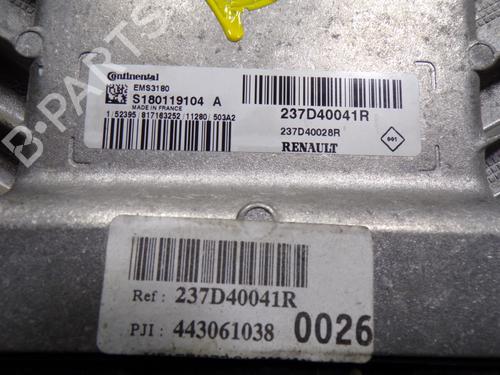 Continental
EMS3180
S180119104 A
MADE IN FRANCE
1 52395 817163252 11280 503A2
237D40041R
237D40028R
RENAULT
001
Ref : 237D40041R
PJI : 443061038 0026
B-PARTS